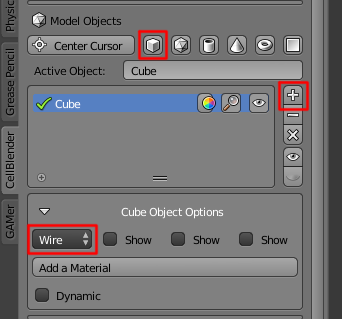 Physic
Grease Pencil
CellBlender
GAMer
Model Objects
Center Cursor
Active Object: Cube
Cube
Cube Object Options
Wire Show Show Show
Add a Material
Dynamic